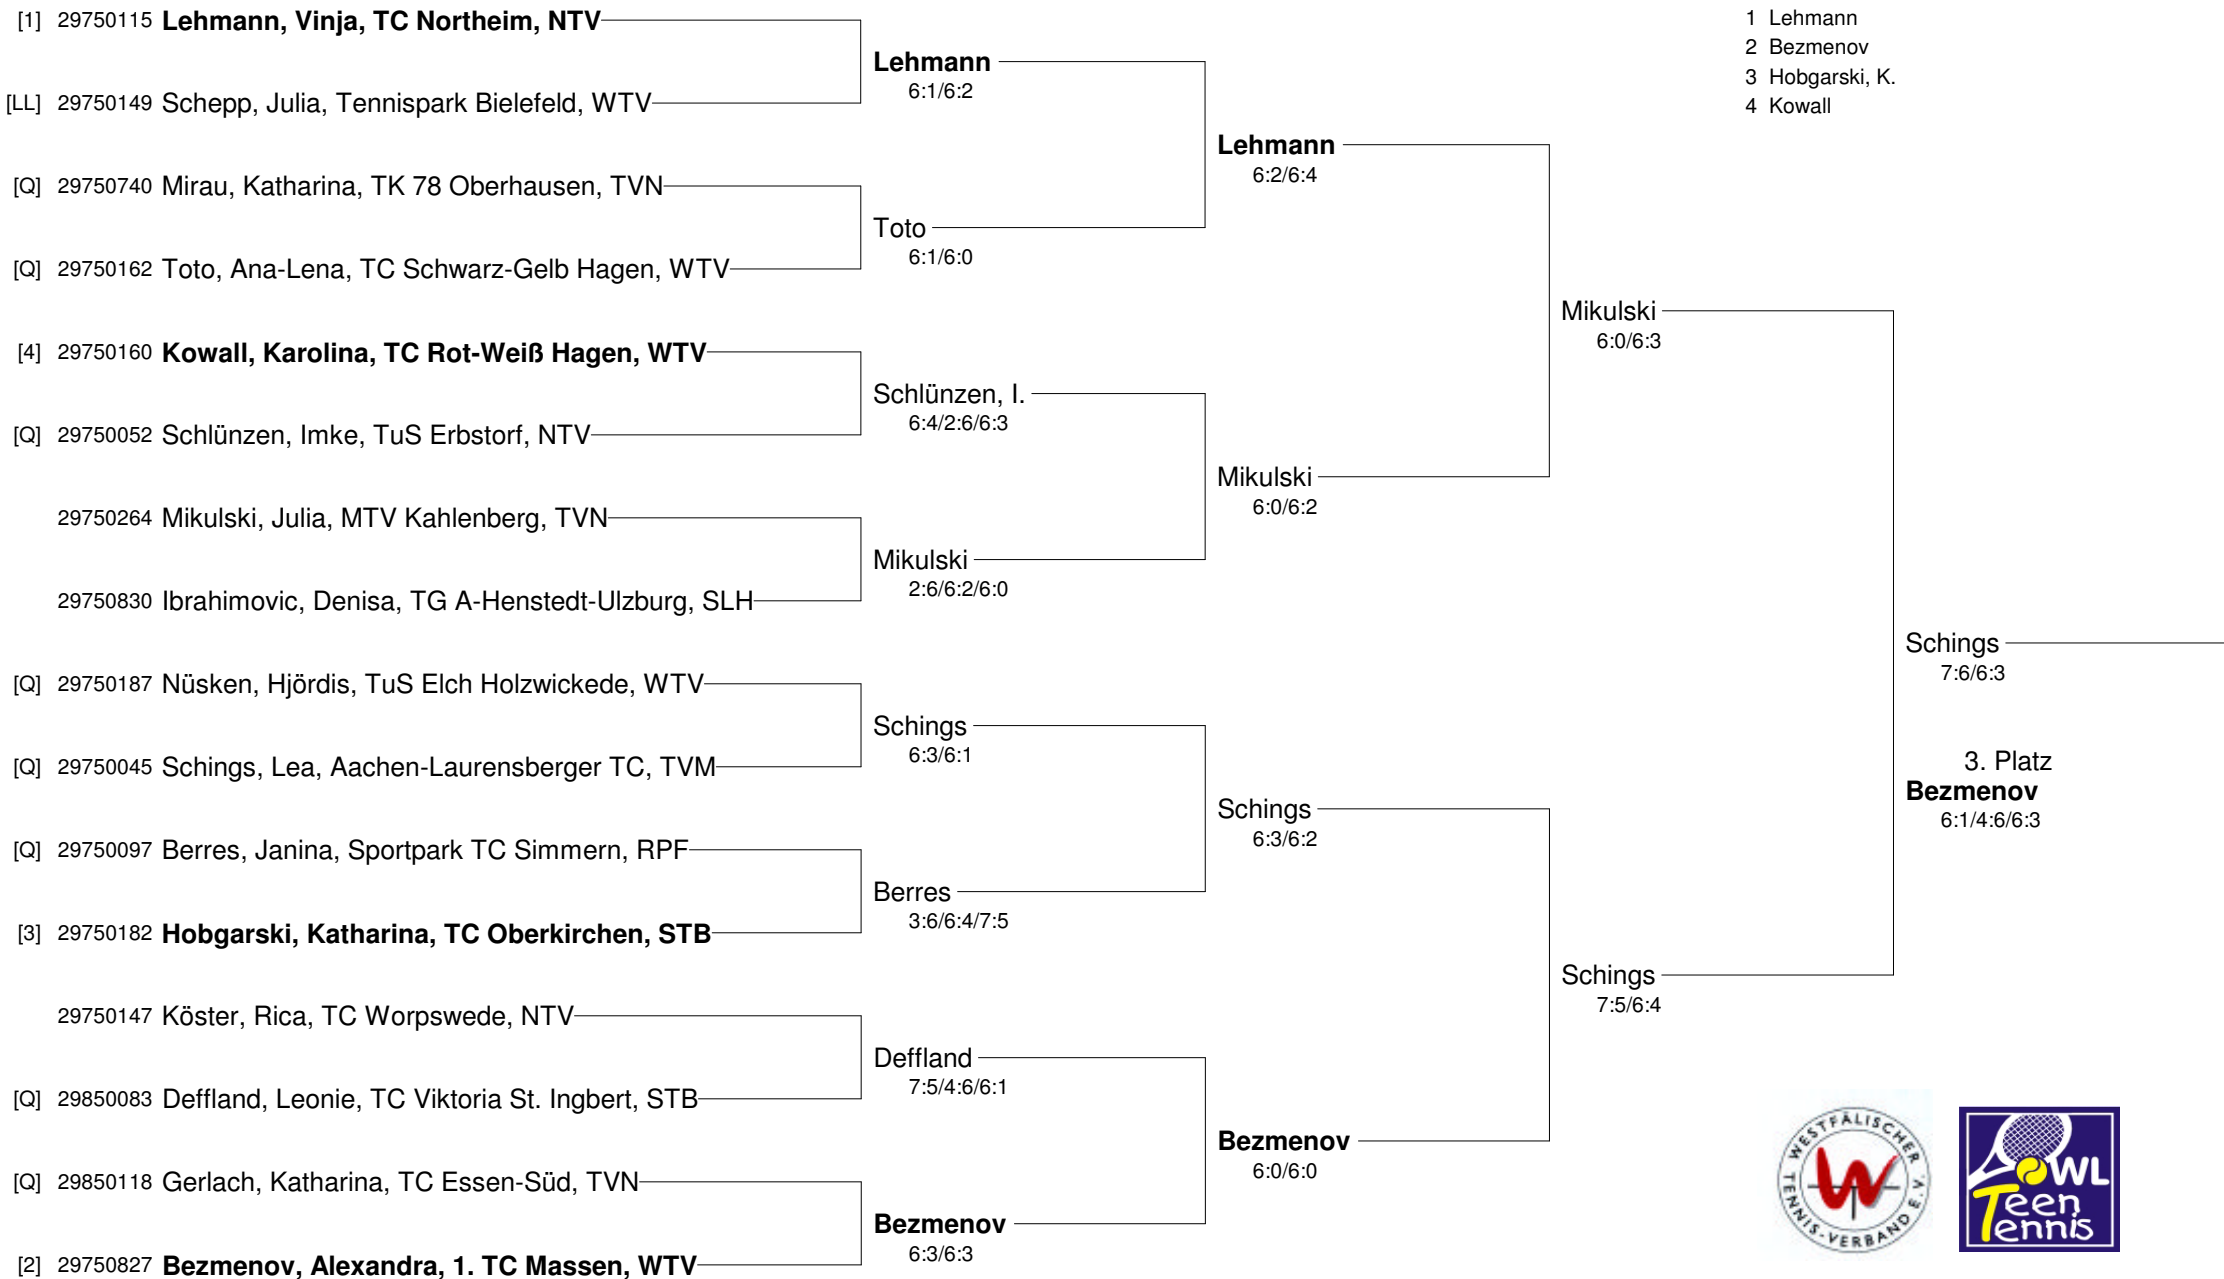 [1] 29750115 Lehmann, Vinja, TC Northeim, NTV
[LL] 29750149 Schepp, Julia, Tennispark Bielefeld, WTV
[Q] 29750740 Mirau, Katharina, TK 78 Oberhausen, TVN
[Q] 29750162 Toto, Ana-Lena, TC Schwarz-Gelb Hagen, WTV
[4] 29750160 Kowall, Karolina, TC Rot-Weiß Hagen, WTV
[Q] 29750052 Schlünzen, Imke, TuS Erbstorf, NTV
29750264 Mikulski, Julia, MTV Kahlenberg, TVN
29750830 Ibrahimovic, Denisa, TG A-Henstedt-Ulzburg, SLH
[Q] 29750187 Nüsken, Hjördis, TuS Elch Holzwickede, WTV
[Q] 29750045 Schings, Lea, Aachen-Laurensberger TC, TVM
[Q] 29750097 Berres, Janina, Sportpark TC Simmern, RPF
[3] 29750182 Hobgarski, Katharina, TC Oberkirchen, STB
29750147 Köster, Rica, TC Worpswede, NTV
[Q] 29850083 Deffland, Leonie, TC Viktoria St. Ingbert, STB
[Q] 29850118 Gerlach, Katharina, TC Essen-Süd, TVN
[2] 29750827 Bezmenov, Alexandra, 1. TC Massen, WTV
Lehmann
6:1/6:2
Toto
6:1/6:0
Schlünzen, I.
6:4/2:6/6:3
Mikulski
2:6/6:2/6:0
Schings
6:3/6:1
Berres
3:6/6:4/7:5
Deffland
7:5/4:6/6:1
Bezmenov
6:3/6:3
Lehmann
6:2/6:4
Mikulski
6:0/6:2
Schings
6:3/6:2
Bezmenov
6:0/6:0
Mikulski
6:0/6:3
Schings
7:5/6:4
Schings
7:6/6:3
3. Platz
Bezmenov
6:1/4:6/6:3
1 Lehmann
2 Bezmenov
3 Hobgarski, K.
4 Kowall
WESTFÄLISCHER
TENNIS-VERBAND E.V.
W
OWL
Teen
Tennis